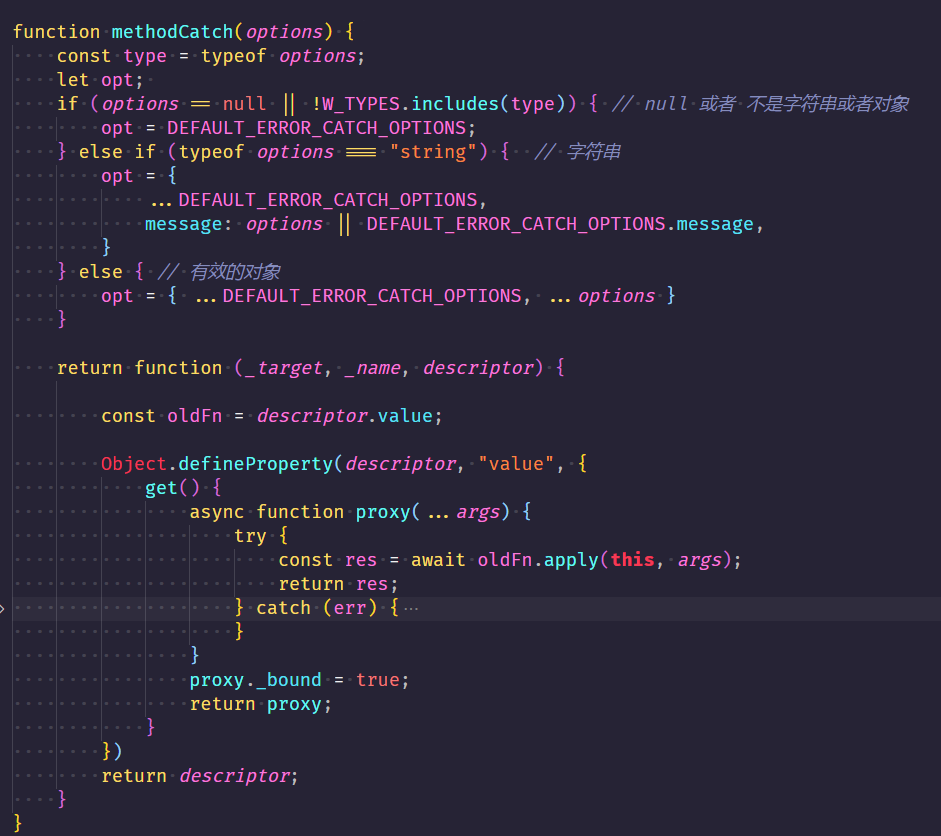 function methodCatch(options) {
    const type = typeof options;
    let opt;
    if (options == null || !W_TYPES.includes(type)) { // null 或者 不是字符串或者对象
        opt = DEFAULT_ERROR_CATCH_OPTIONS;
    } else if (typeof options === "string") {  // 字符串
        opt = {
            ...DEFAULT_ERROR_CATCH_OPTIONS,
            message: options || DEFAULT_ERROR_CATCH_OPTIONS.message,
        }
    } else { // 有效的对象
        opt = { ...DEFAULT_ERROR_CATCH_OPTIONS, ...options }
    }

    return function (_target, _name, descriptor) {

        const oldFn = descriptor.value;

        Object.defineProperty(descriptor, "value", {
            get() {
                async function proxy(...args) {
                    try {
                        const res = await oldFn.apply(this, args);
                        return res;
                    } catch (err) { ···
                    }
                }
                proxy._bound = true;
                return proxy;
            }
        })
        return descriptor;
    }
}